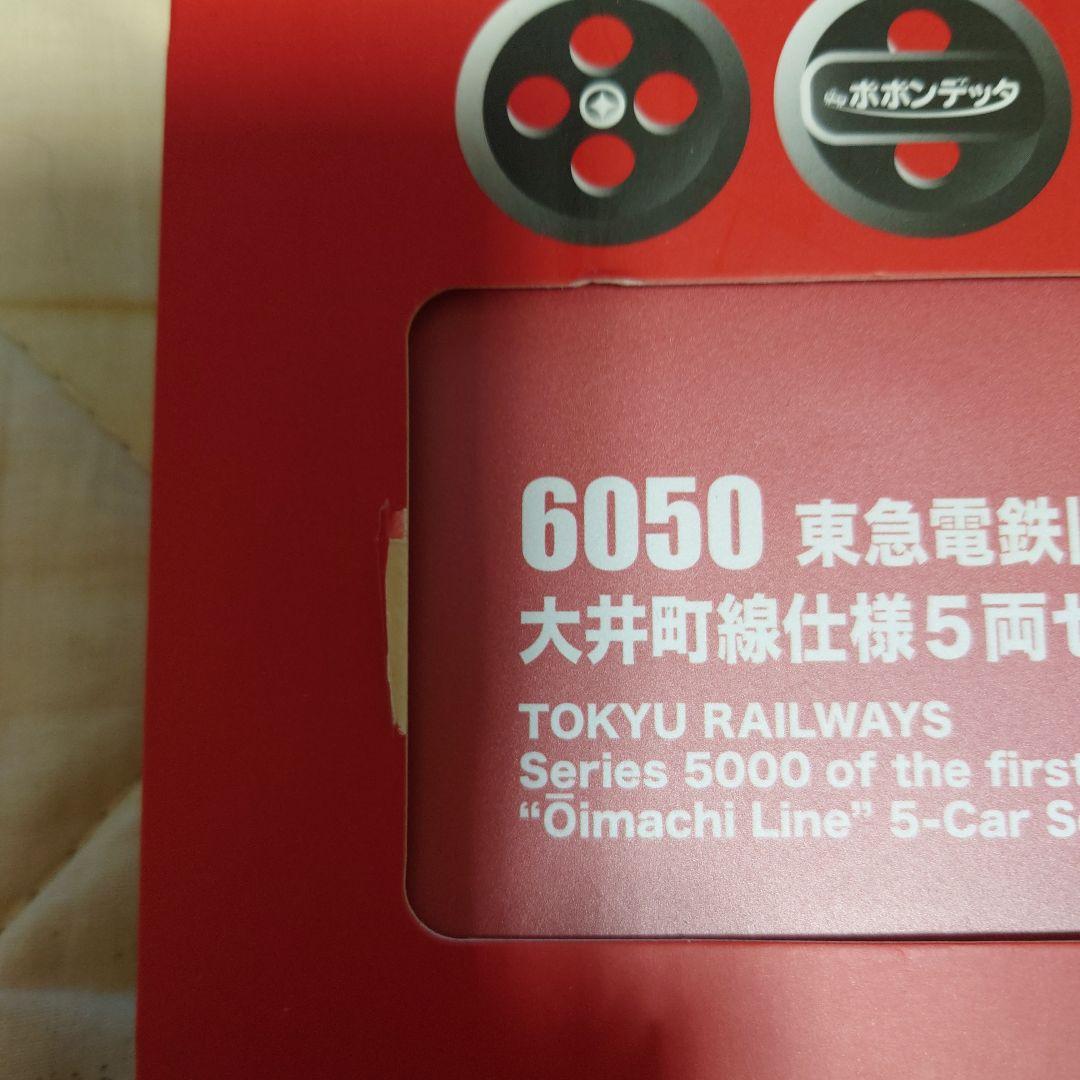 ポポンデッタ
6050 東急電鉄
大井町線仕様5両
TOKYU RAILWAYS
Series 5000 of the first
"Ōimachi Line" 5-Car S